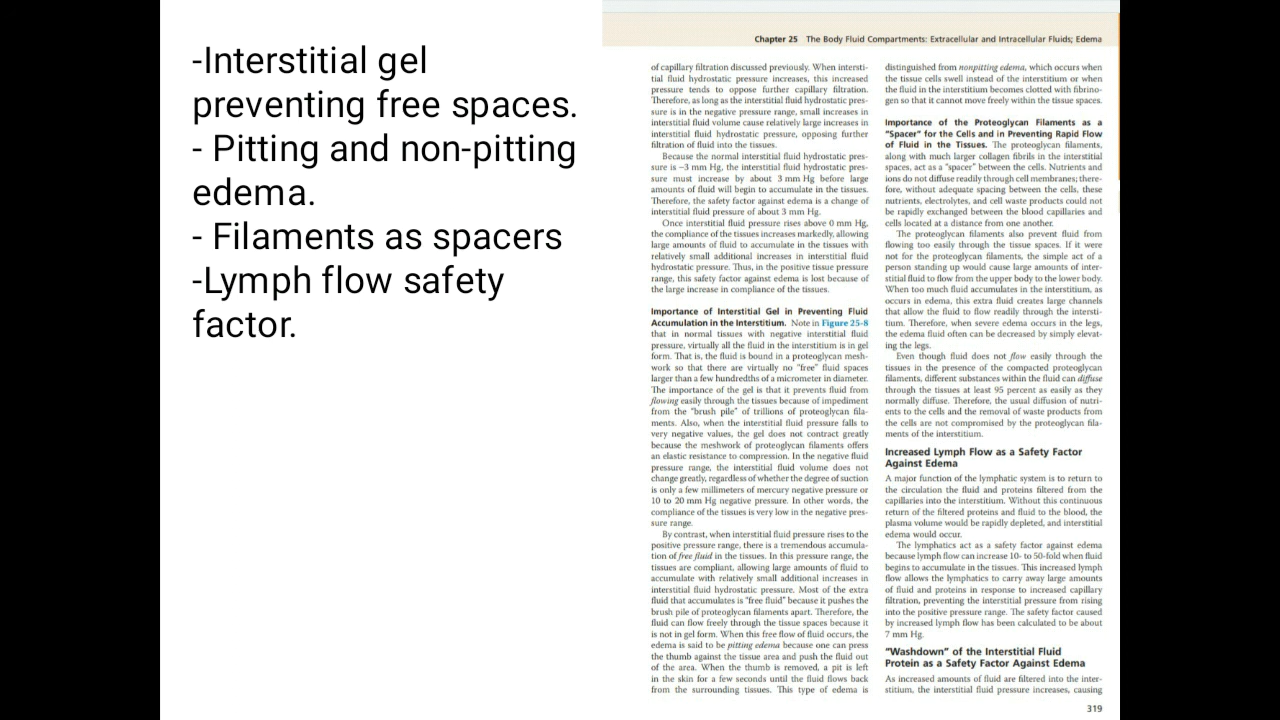 -Interstitial gel
preventing free spaces.
- Pitting and non-pitting
edema.
- Filaments as spacers
-Lymph flow safety
factor.
Chapter 25 The Body Fluid Compartments: Extracellular and Intracellular Fluids; Edema
of capillary filtration discussed previously. When intersti-
tial fluid hydrostatic pressure increases, this increased
pressure tends to oppose further capillary filtration.
Therefore, as long as the interstitial fluid hydrostatic pres-
sure is in the negative pressure range, small increases in
interstitial fluid volume cause relatively large increases in
interstitial fluid hydrostatic pressure, opposing further
filtration of fluid into the tissues.
Because the normal interstitial fluid hydrostatic pres-
sure is −3 mm Hg, the interstitial fluid hydrostatic pres-
sure must increase by about 3 mm Hg before large
amounts of fluid will begin to accumulate in the tissues.
Therefore, the safety factor against edema is a change of
interstitial fluid pressure of about 3 mm Hg.
Once interstitial fluid pressure rises above 0 mm Hg,
the compliance of the tissues increases markedly, allowing
large amounts of fluid to accumulate in the tissues with
relatively small additional increases in interstitial fluid
hydrostatic pressure. Thus, in the positive tissue pressure
range, this safety factor against edema is lost because of
the large increase in compliance of the tissues.
Importance of Interstitial Gel in Preventing Fluid
Accumulation in the Interstitium. Note in Figure 25-8
that in normal tissues with negative interstitial fluid
pressure, virtually all the fluid in the interstitium is in gel
form. That is, the fluid is bound in a proteoglycan mesh-
work so that there are virtually no "free" fluid spaces
larger than a few hundredths of a micrometer in diameter.
The importance of the gel is that it prevents fluid from
flowing easily through the tissues because of impediment
from the "brush pile" of trillions of proteoglycan fila-
ments. Also, when the interstitial fluid pressure falls to
very negative values, the gel does not contract greatly
because the meshwork of proteoglycan filaments offers
an elastic resistance to compression. In the negative fluid
pressure range, the interstitial fluid volume does not
change greatly, regardless of whether the degree of suction
is only a few millimeters of mercury negative pressure or
10 to 20 mm Hg negative pressure. In other words, the
compliance of the tissues is very low in the negative pres-
sure range.
By contrast, when interstitial fluid pressure rises to the
positive pressure range, there is a tremendous accumula-
tion of free fluid in the tissues. In this pressure range, the
tissues are compliant, allowing large amounts of fluid to
accumulate with relatively small additional increases in
interstitial fluid hydrostatic pressure. Most of the extra
fluid that accumulates is "free fluid" because it pushes the
brush pile of proteoglycan filaments apart. Therefore, the
fluid can flow freely through the tissue spaces because it
is not in gel form. When this free flow of fluid occurs, the
edema is said to be pitting edema because one can press
the thumb against the tissue area and push the fluid out
of the area. When the thumb is removed, a pit is left
in the skin for a few seconds until the fluid flows back
from the surrounding tissues. This type of edema is
distinguished from nonpitting edema, which occurs when
the tissue cells swell instead of the interstitium or when
the fluid in the interstitium becomes clotted with fibrino-
gen so that it cannot move freely within the tissue spaces.
Importance of the Proteoglycan Filaments as a
"Spacer" for the Cells and in Preventing Rapid Flow
of Fluid in the Tissues. The proteoglycan filaments,
along with much larger collagen fibrils in the interstitial
spaces, act as a "spacer" between the cells. Nutrients and
ions do not diffuse readily through cell membranes; there-
fore, without adequate spacing between the cells, these
nutrients, electrolytes, and cell waste products could not
be rapidly exchanged between the blood capillaries and
cells located at a distance from one another.
The proteoglycan filaments also prevent fluid from
flowing too easily through the tissue spaces. If it were
not for the proteoglycan filaments, the simple act of a
person standing up would cause large amounts of inter-
stitial fluid to flow from the upper body to the lower body.
When too much fluid accumulates in the interstitium, as
occurs in edema, this extra fluid creates large channels
that allow the fluid to flow readily through the intersti-
tium. Therefore, when severe edema occurs in the legs,
the edema fluid often can be decreased by simply elevat-
ing the legs.
Even though fluid does not flow easily through the
tissues in the presence of the compacted proteoglycan
filaments, different substances within the fluid can diffuse
through the tissues at least 95 percent as easily as they
normally diffuse. Therefore, the usual diffusion of nutri-
ents to the cells and the removal of waste products from
the cells are not compromised by the proteoglycan fila-
ments of the interstitium.
Increased Lymph Flow as a Safety Factor
Against Edema
A major function of the lymphatic system is to return to
the circulation the fluid and proteins filtered from the
capillaries into the interstitium. Without this continuous
return of the filtered proteins and fluid to the blood, the
plasma volume would be rapidly depleted, and interstitial
edema would occur.
The lymphatics act as a safety factor against edema
because lymph flow can increase 10- to 50-fold when fluid
begins to accumulate in the tissues. This increased lymph
flow allows the lymphatics to carry away large amounts
of fluid and proteins in response to increased capillary
filtration, preventing the interstitial pressure from rising
into the positive pressure range. The safety factor caused
by increased lymph flow has been calculated to be about
7 mm Hg.
"Washdown" of the Interstitial Fluid
Protein as a Safety Factor Against Edema
As increased amounts of fluid are filtered into the inter-
stitium, the interstitial fluid pressure increases, causing
319